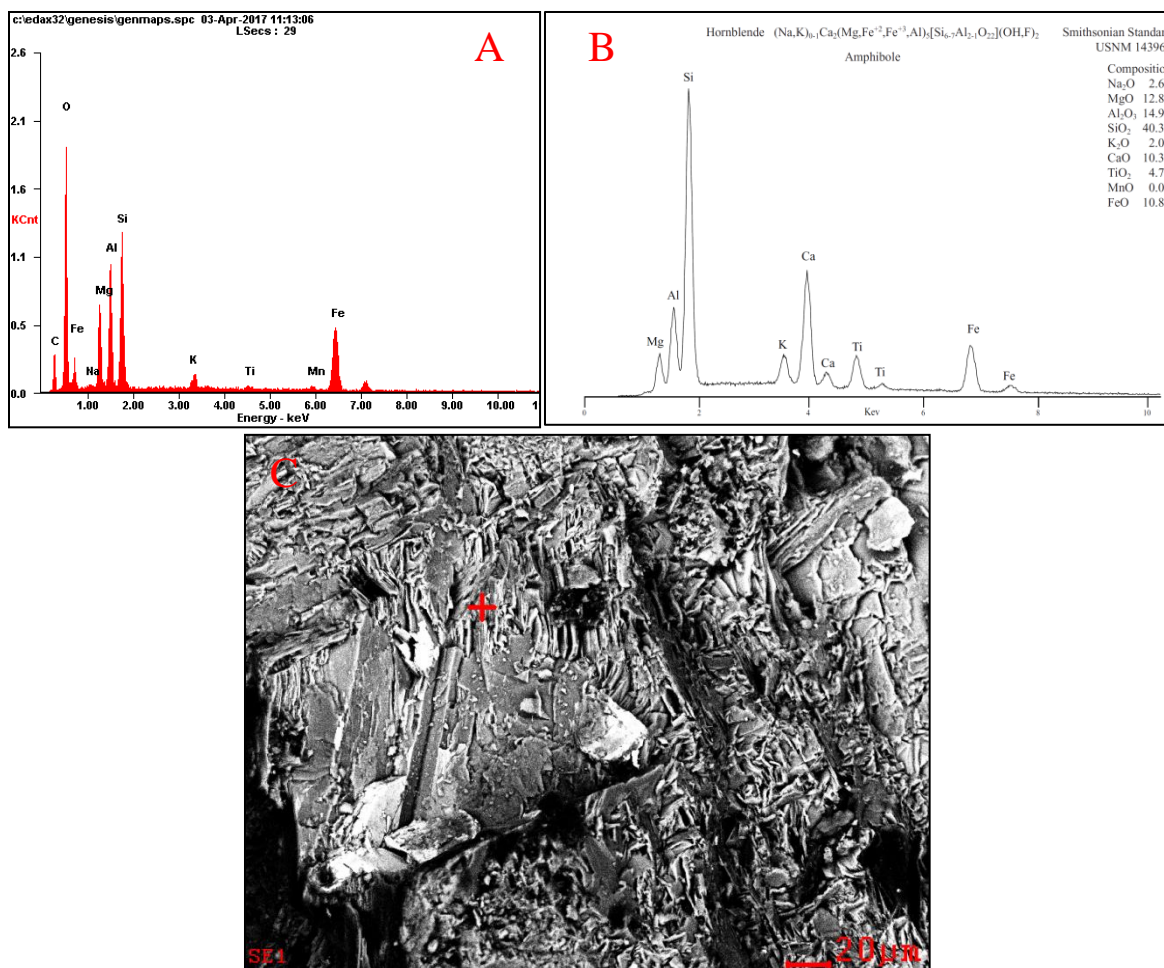 c:\edax32\genesis\genmaps.spc 03-Apr-2017 11:13:06
LSecs : 29
A
2.6
2.1
1.6
KCnt
1.1
0.5
0.0
O
Si
Al
Mg
Fe
C
Fe
Na
K
Ti
Mn
1.00 2.00 3.00 4.00 5.00 6.00 7.00 8.00 9.00 10.00
Energy - keV
B
Hornblende (Na,K)₀₋₁Ca₂(Mg,Fe⁺²,Fe⁺³,Al)₅[Si₆₋₇Al₂₋₁O₂₂](OH,F)₂
Amphibole
Smithsonian Standar
USNM 14396
Compositio
Na₂O 2.6
MgO 12.8
Al₂O₃ 14.9
SiO₂ 40.3
K₂O 2.0
CaO 10.3
TiO₂ 4.7
MnO 0.0
FeO 10.8
Si
Ca
Al
Mg
K
Ca
Ti
Ti
Fe
Fe
0 2 4 Kev 6 8 10
C
SE1
20µm